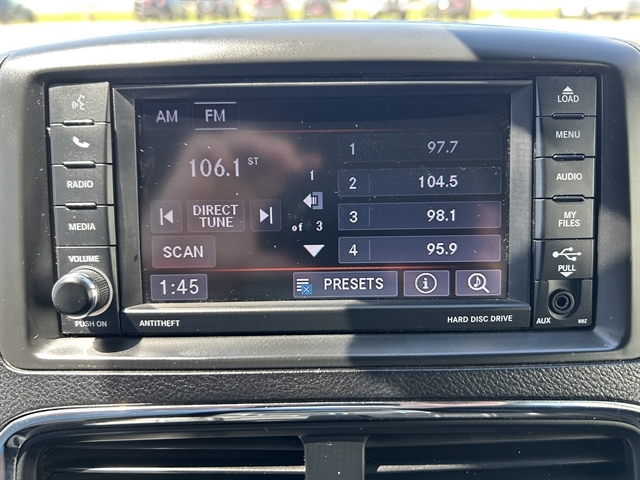 LOAD
MENU
AUDIO
MY
FILES
PULL
AUX
RBZ
RADIO
MEDIA
VOLUME
PUSH ON
ANTITHEFT
HARD DISC DRIVE
AM FM
106.1 ST
DIRECT
TUNE
SCAN
1:45
1
of 3
1 97.7
2 104.5
3 98.1
4 95.9
PRESETS